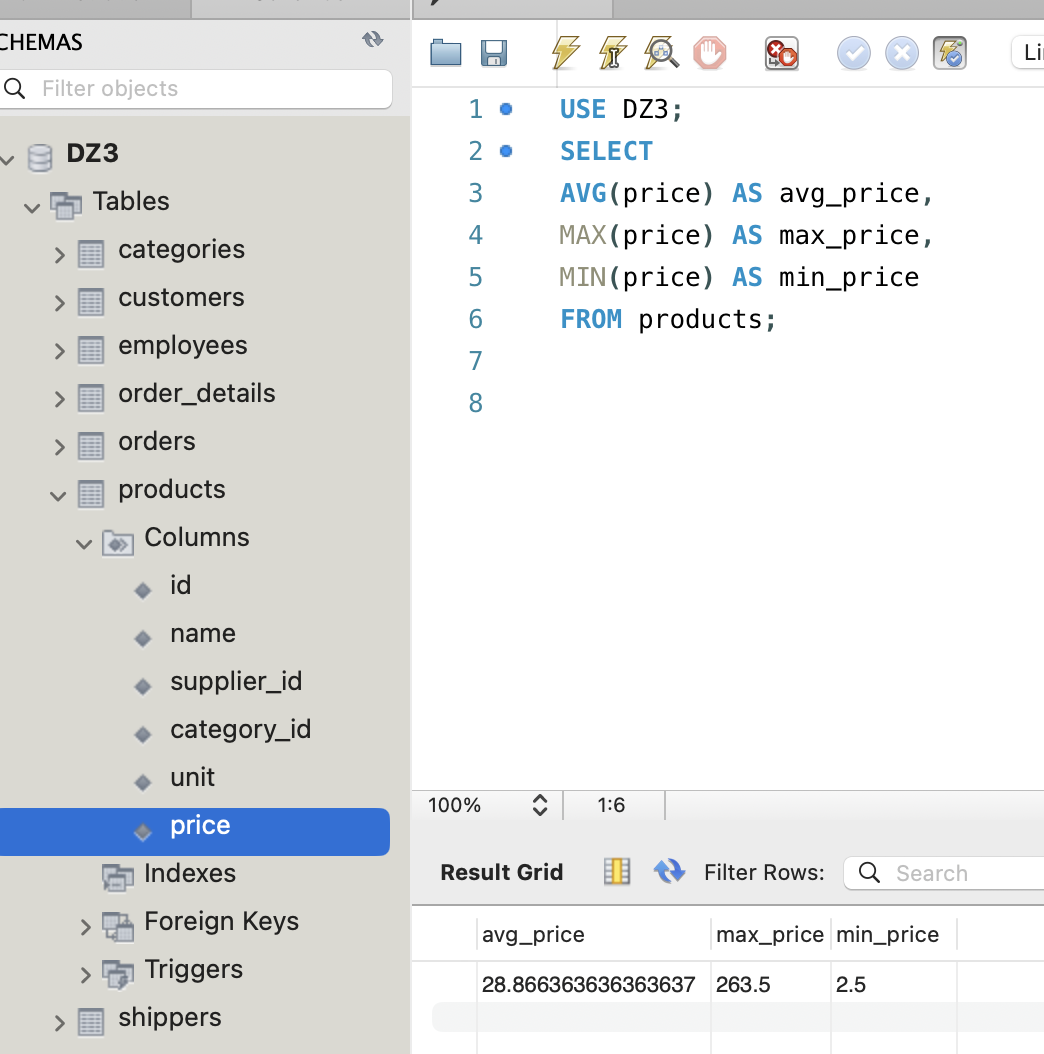 CHEMAS
Filter objects
DZ3
Tables
categories
customers
employees
order_details
orders
products
Columns
id
name
supplier_id
category_id
unit
price
Indexes
Foreign Keys
Triggers
shippers
1 USE DZ3;
2 SELECT
3 AVG(price) AS avg_price,
4 MAX(price) AS max_price,
5 MIN(price) AS min_price
6 FROM products;
7
8
100% 1:6
Result Grid Filter Rows: Search
avg_price max_price min_price
28.866363636363637 263.5 2.5